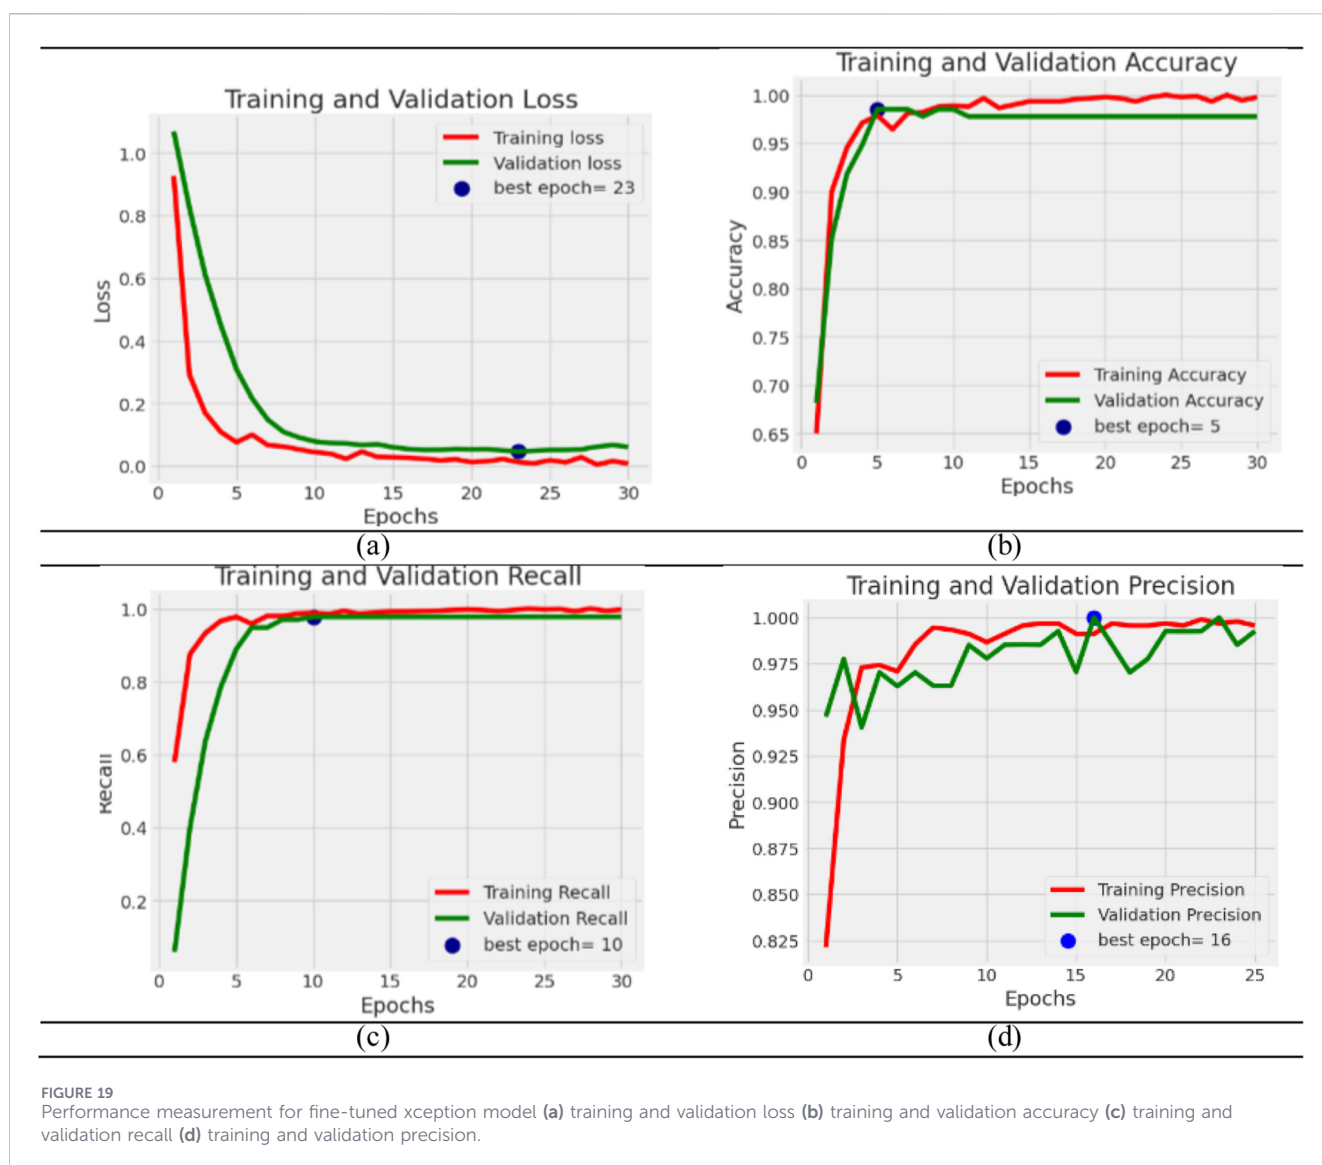 Training and Validation Loss
Training loss
Validation loss
best epoch= 23
1.0
0.8
0.6
0.4
0.2
0.0
Loss
0 5 10 15 20 25 30
Epochs
(a)
Training and Validation Accuracy
1.00
0.95
0.90
0.85
0.80
0.75
0.70
0.65
Accuracy
Training Accuracy
Validation Accuracy
best epoch= 5
0 5 10 15 20 25 30
Epochs
(b)
Training and Validation Recall
1.0
0.8
0.6
0.4
0.2
Recall
Training Recall
Validation Recall
best epoch= 10
0 5 10 15 20 25 30
Epochs
(c)
Training and Validation Precision
1.000
0.975
0.950
0.925
0.900
0.875
0.850
0.825
Precision
Training Precision
Validation Precision
best epoch= 16
0 5 10 15 20 25
Epochs
(d)
FIGURE 19
Performance measurement for fine-tuned xception model (a) training and validation loss (b) training and validation accuracy (c) training and
validation recall (d) training and validation precision.